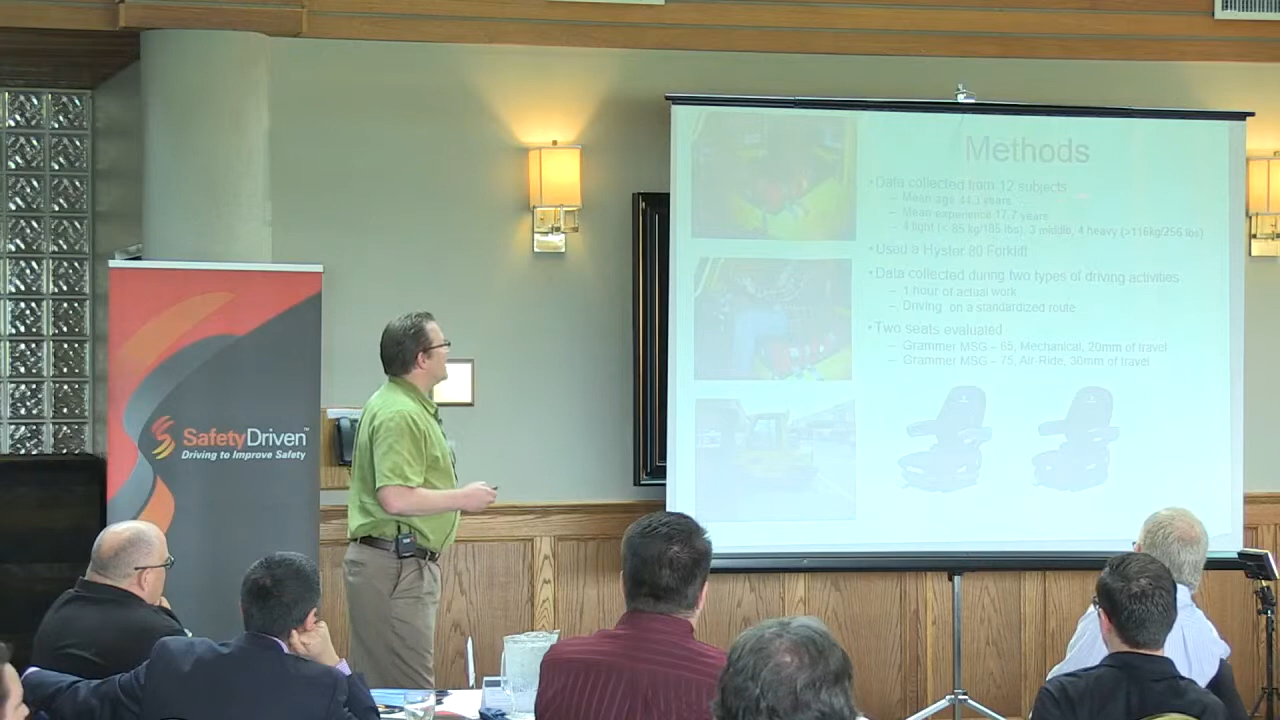 Methods
•Data collected from 12 subjects
– Mean age 44.3 years
– Mean experience 17.7 years
– 4 light (< 85 kg/185 lbs), 3 middle, 4 heavy (>116kg/256 lbs)
•Used a Hyster 80 Forklift
•Data collected during two types of driving activities
– 1 hour of actual work
– Driving on a standardized route
•Two seats evaluated
– Grammer MSG – 65, Mechanical, 20mm of travel
– Grammer MSG – 75, Air Ride, 30mm of travel
SafetyDriven™
Driving to Improve Safety